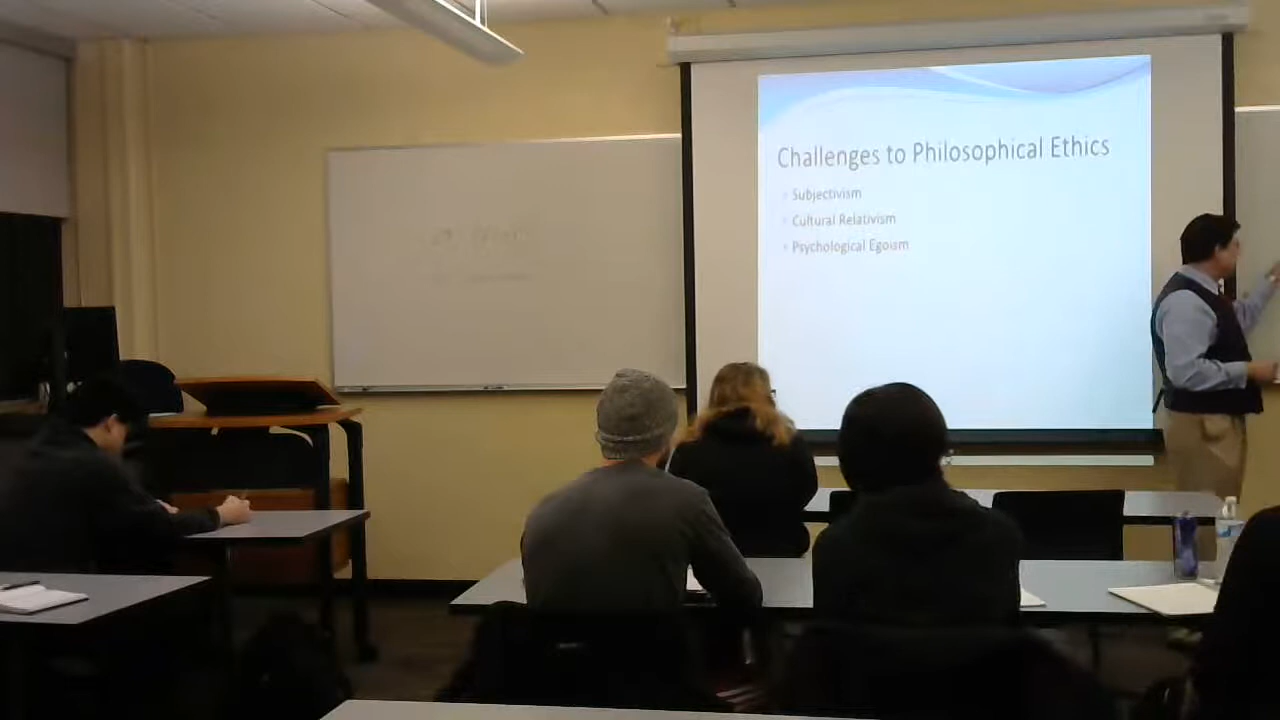 Challenges to Philosophical Ethics
Subjectivism
Cultural Relativism
Psychological Egoism